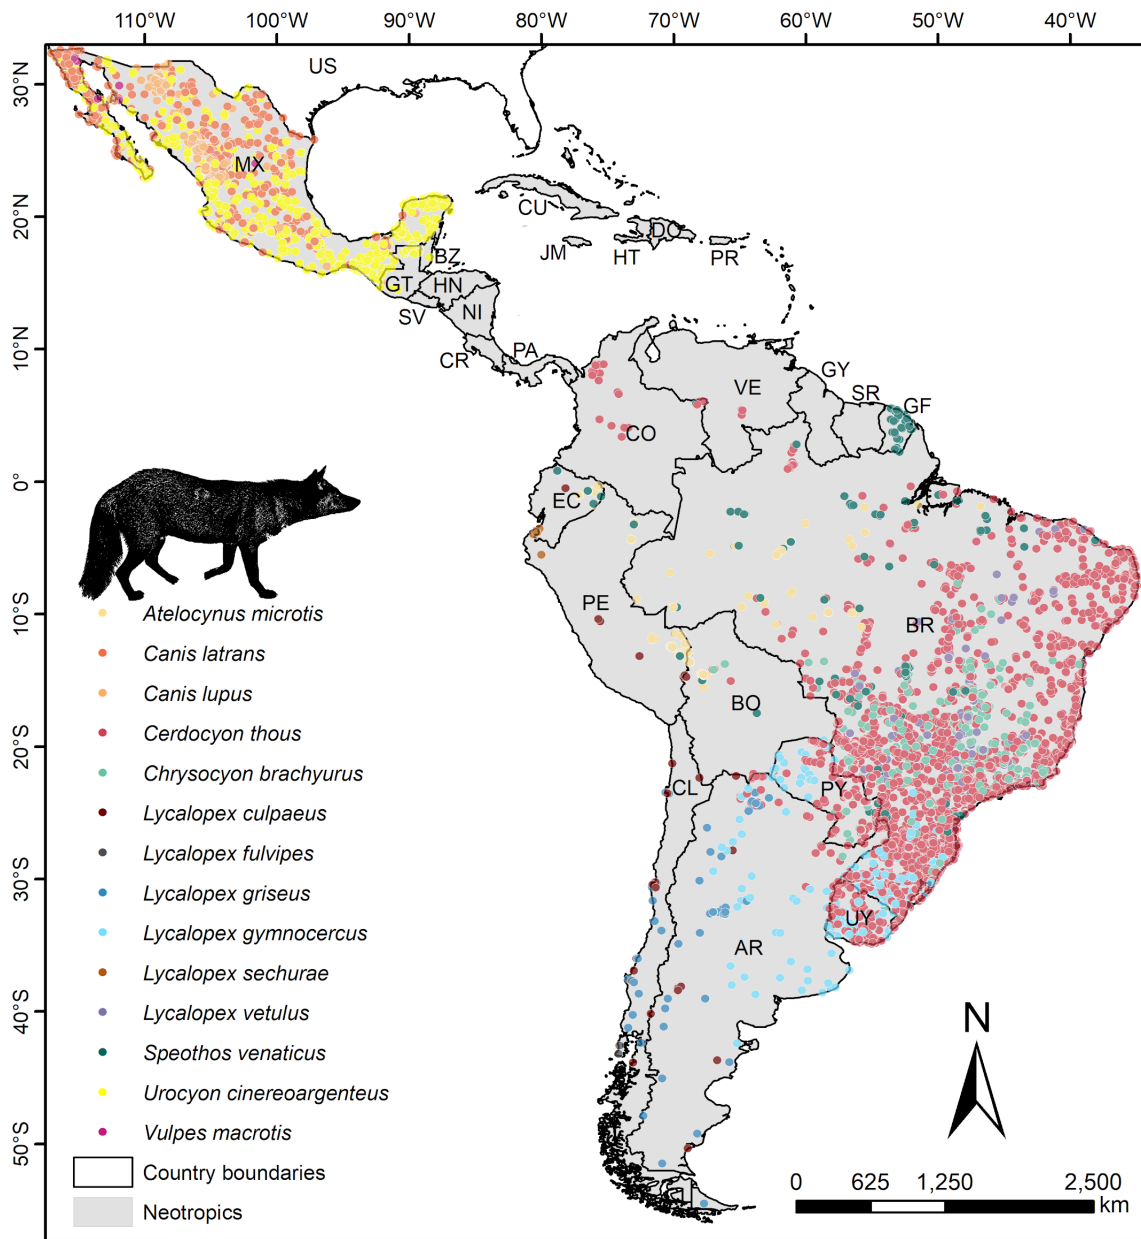 110°W 100°W 90°W 80°W 70°W 60°W 50°W 40°W
30°N
20°N
10°N
0°
10°S
20°S
30°S
40°S
50°S
US
MX
CU
DO
JM
HT
PR
BZ
GT
HN
SV
NI
CR
PA
VE
GY
SR
GF
CO
EC
PE
BR
BO
CL
PY
UY
AR
Atelocynus microtis
Canis latrans
Canis lupus
Cerdocyon thous
Chrysocyon brachyurus
Lycalopex culpaeus
Lycalopex fulvipes
Lycalopex griseus
Lycalopex gymnocercus
Lycalopex sechurae
Lycalopex vetulus
Speothos venaticus
Urocyon cinereoargenteus
Vulpes macrotis
Country boundaries
Neotropics
N
0 625 1,250 2,500
km